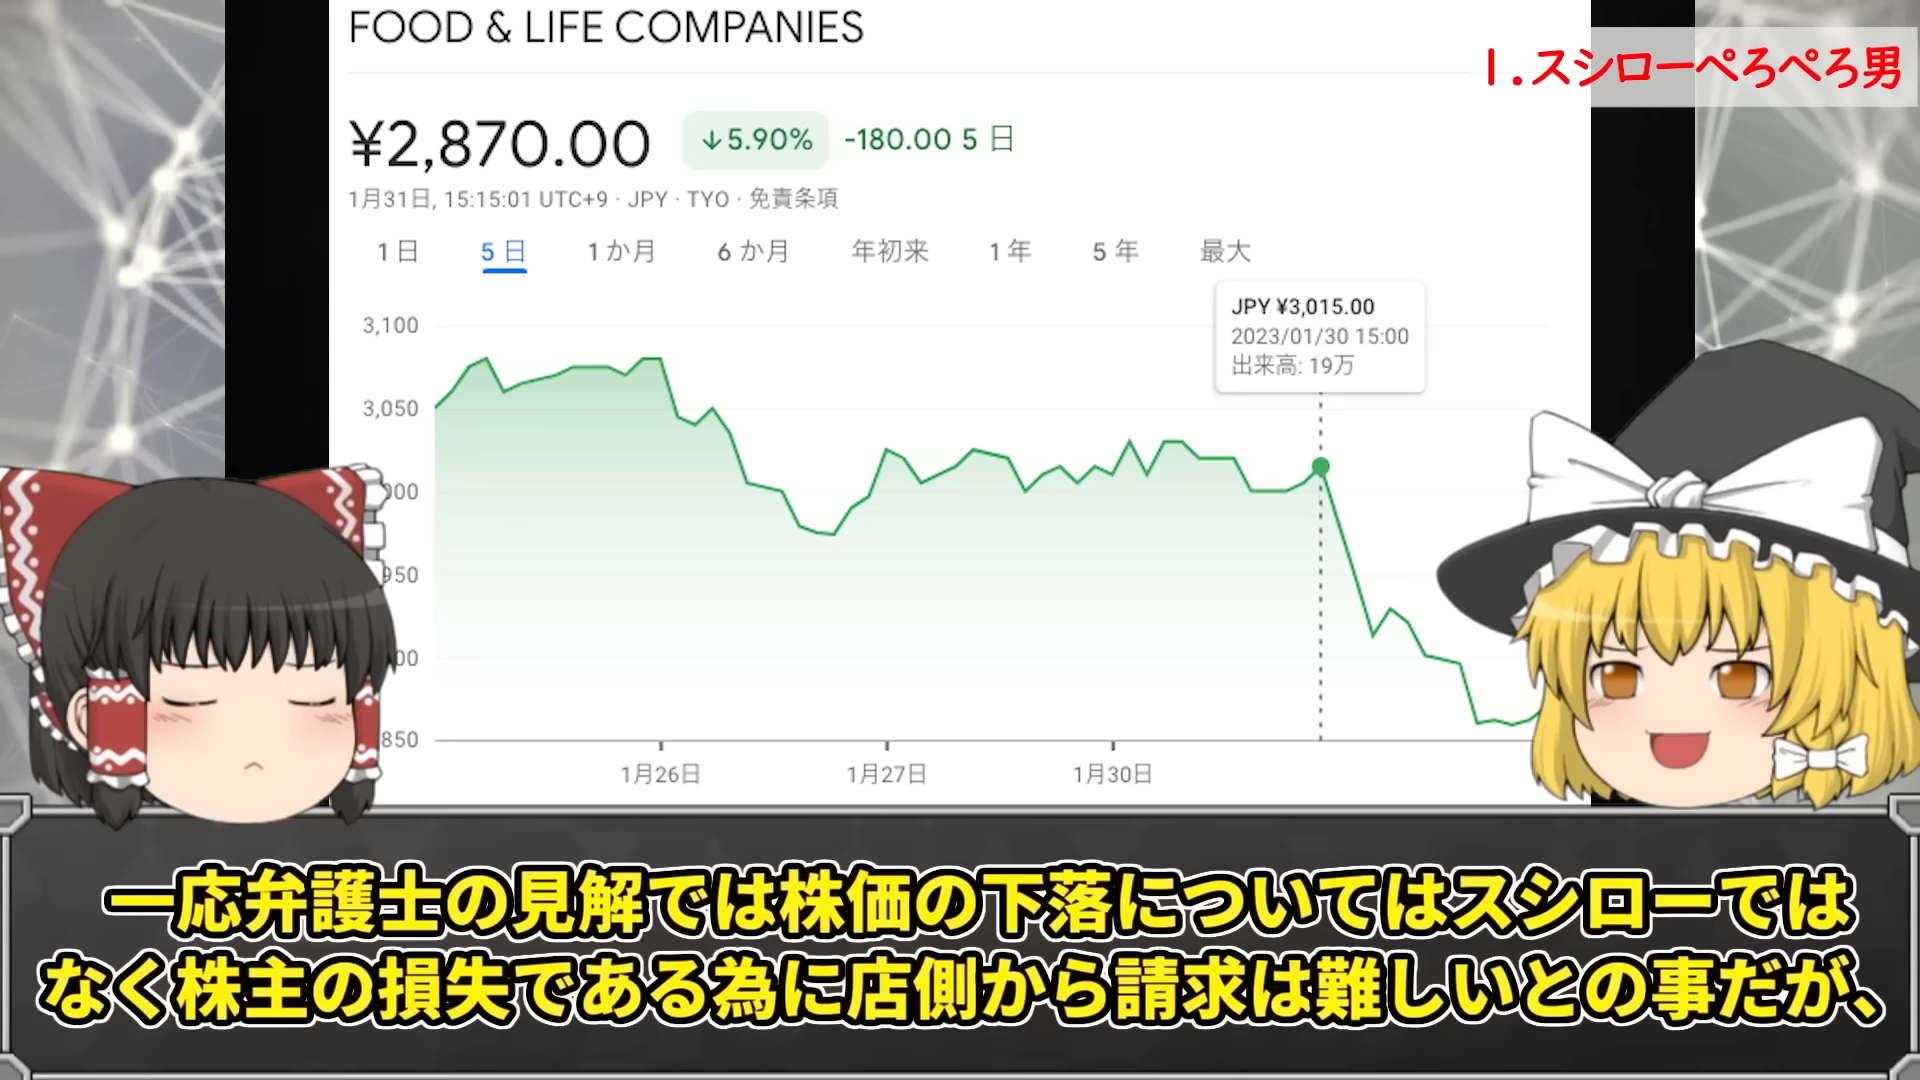 FOOD & LIFE COMPANIES
1.スシローぺろぺろ男
¥2,870.00 ↓5.90% -180.00 5 日
1月31日, 15:15:01 UTC+9 · JPY · TYO · 免責条項
1 日 5 日 1 か月 6 か月 年初来 1 年 5 年 最大
JPY ¥3,015.00
2023/01/30 15:00
出来高: 19万
3,100
3,050
000
950
00
850
1月26日 1月27日 1月30日
一応弁護士の見解では株価の下落についてはスシローでは
なく株主の損失である為に店側から請求は難しいとの事だが、